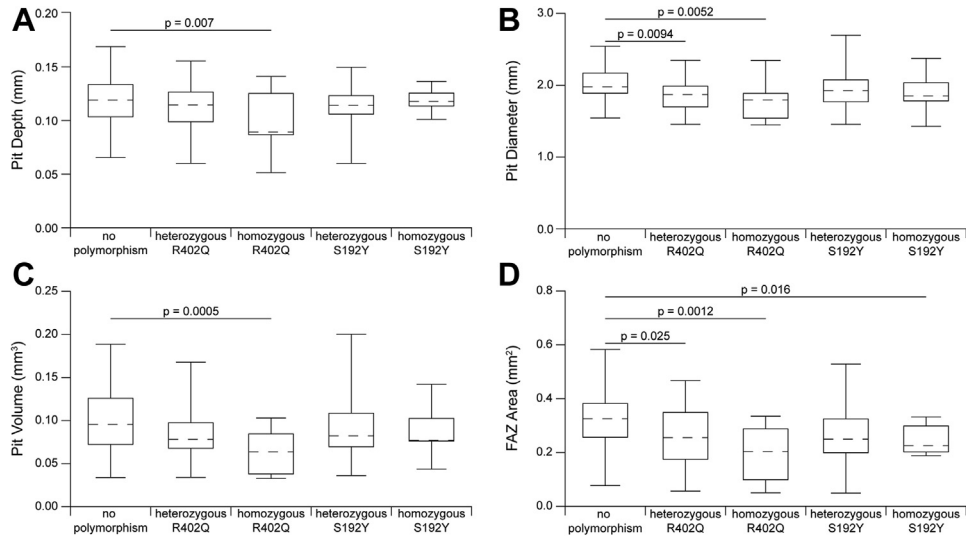 A
Pit Depth (mm)
0.20
0.15
0.10
0.05
0.00
p = 0.007
no polymorphism
heterozygous R402Q
homozygous R402Q
heterozygous S192Y
homozygous S192Y
B
Pit Diameter (mm)
3.0
2.0
1.0
0.0
p = 0.0052
p = 0.0094
no polymorphism
heterozygous R402Q
homozygous R402Q
heterozygous S192Y
homozygous S192Y
C
Pit Volume (mm³)
0.25
0.20
0.15
0.10
0.05
0.00
p = 0.0005
no polymorphism
heterozygous R402Q
homozygous R402Q
heterozygous S192Y
homozygous S192Y
D
FAZ Area (mm²)
0.8
0.6
0.4
0.2
0.0
p = 0.016
p = 0.0012
p = 0.025
no polymorphism
heterozygous R402Q
homozygous R402Q
heterozygous S192Y
homozygous S192Y